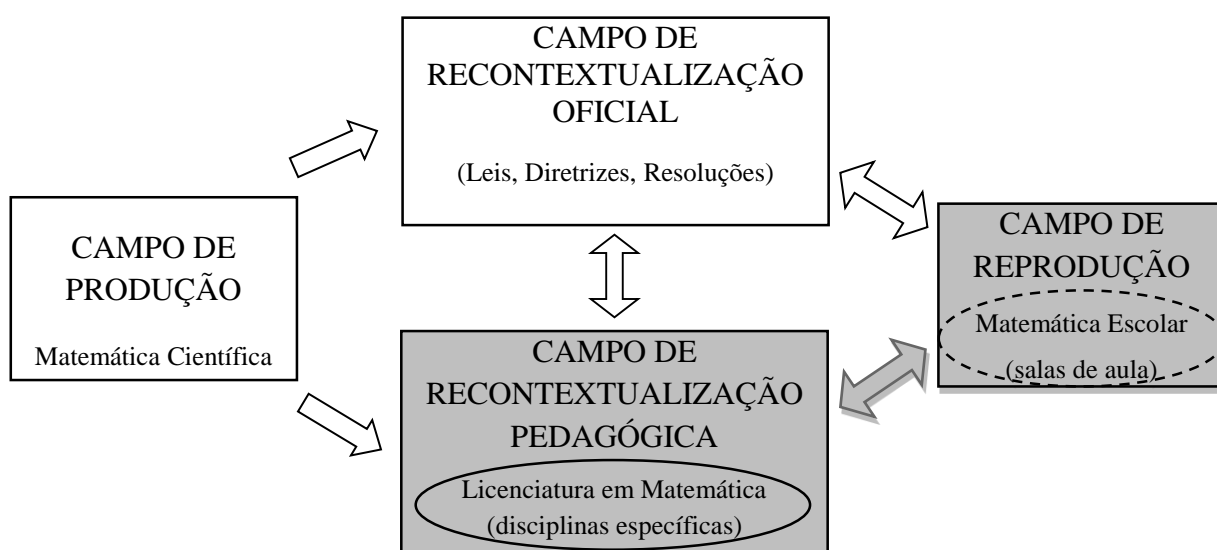 CAMPO DE
RECONTEXTUALIZAÇÃO
OFICIAL
(Leis, Diretrizes, Resoluções)
CAMPO DE
PRODUÇÃO
Matemática Científica
CAMPO DE
REPRODUÇÃO
Matemática Escolar
(salas de aula)
CAMPO DE
RECONTEXTUALIZAÇÃO
PEDAGÓGICA
Licenciatura em Matemática
(disciplinas específicas)